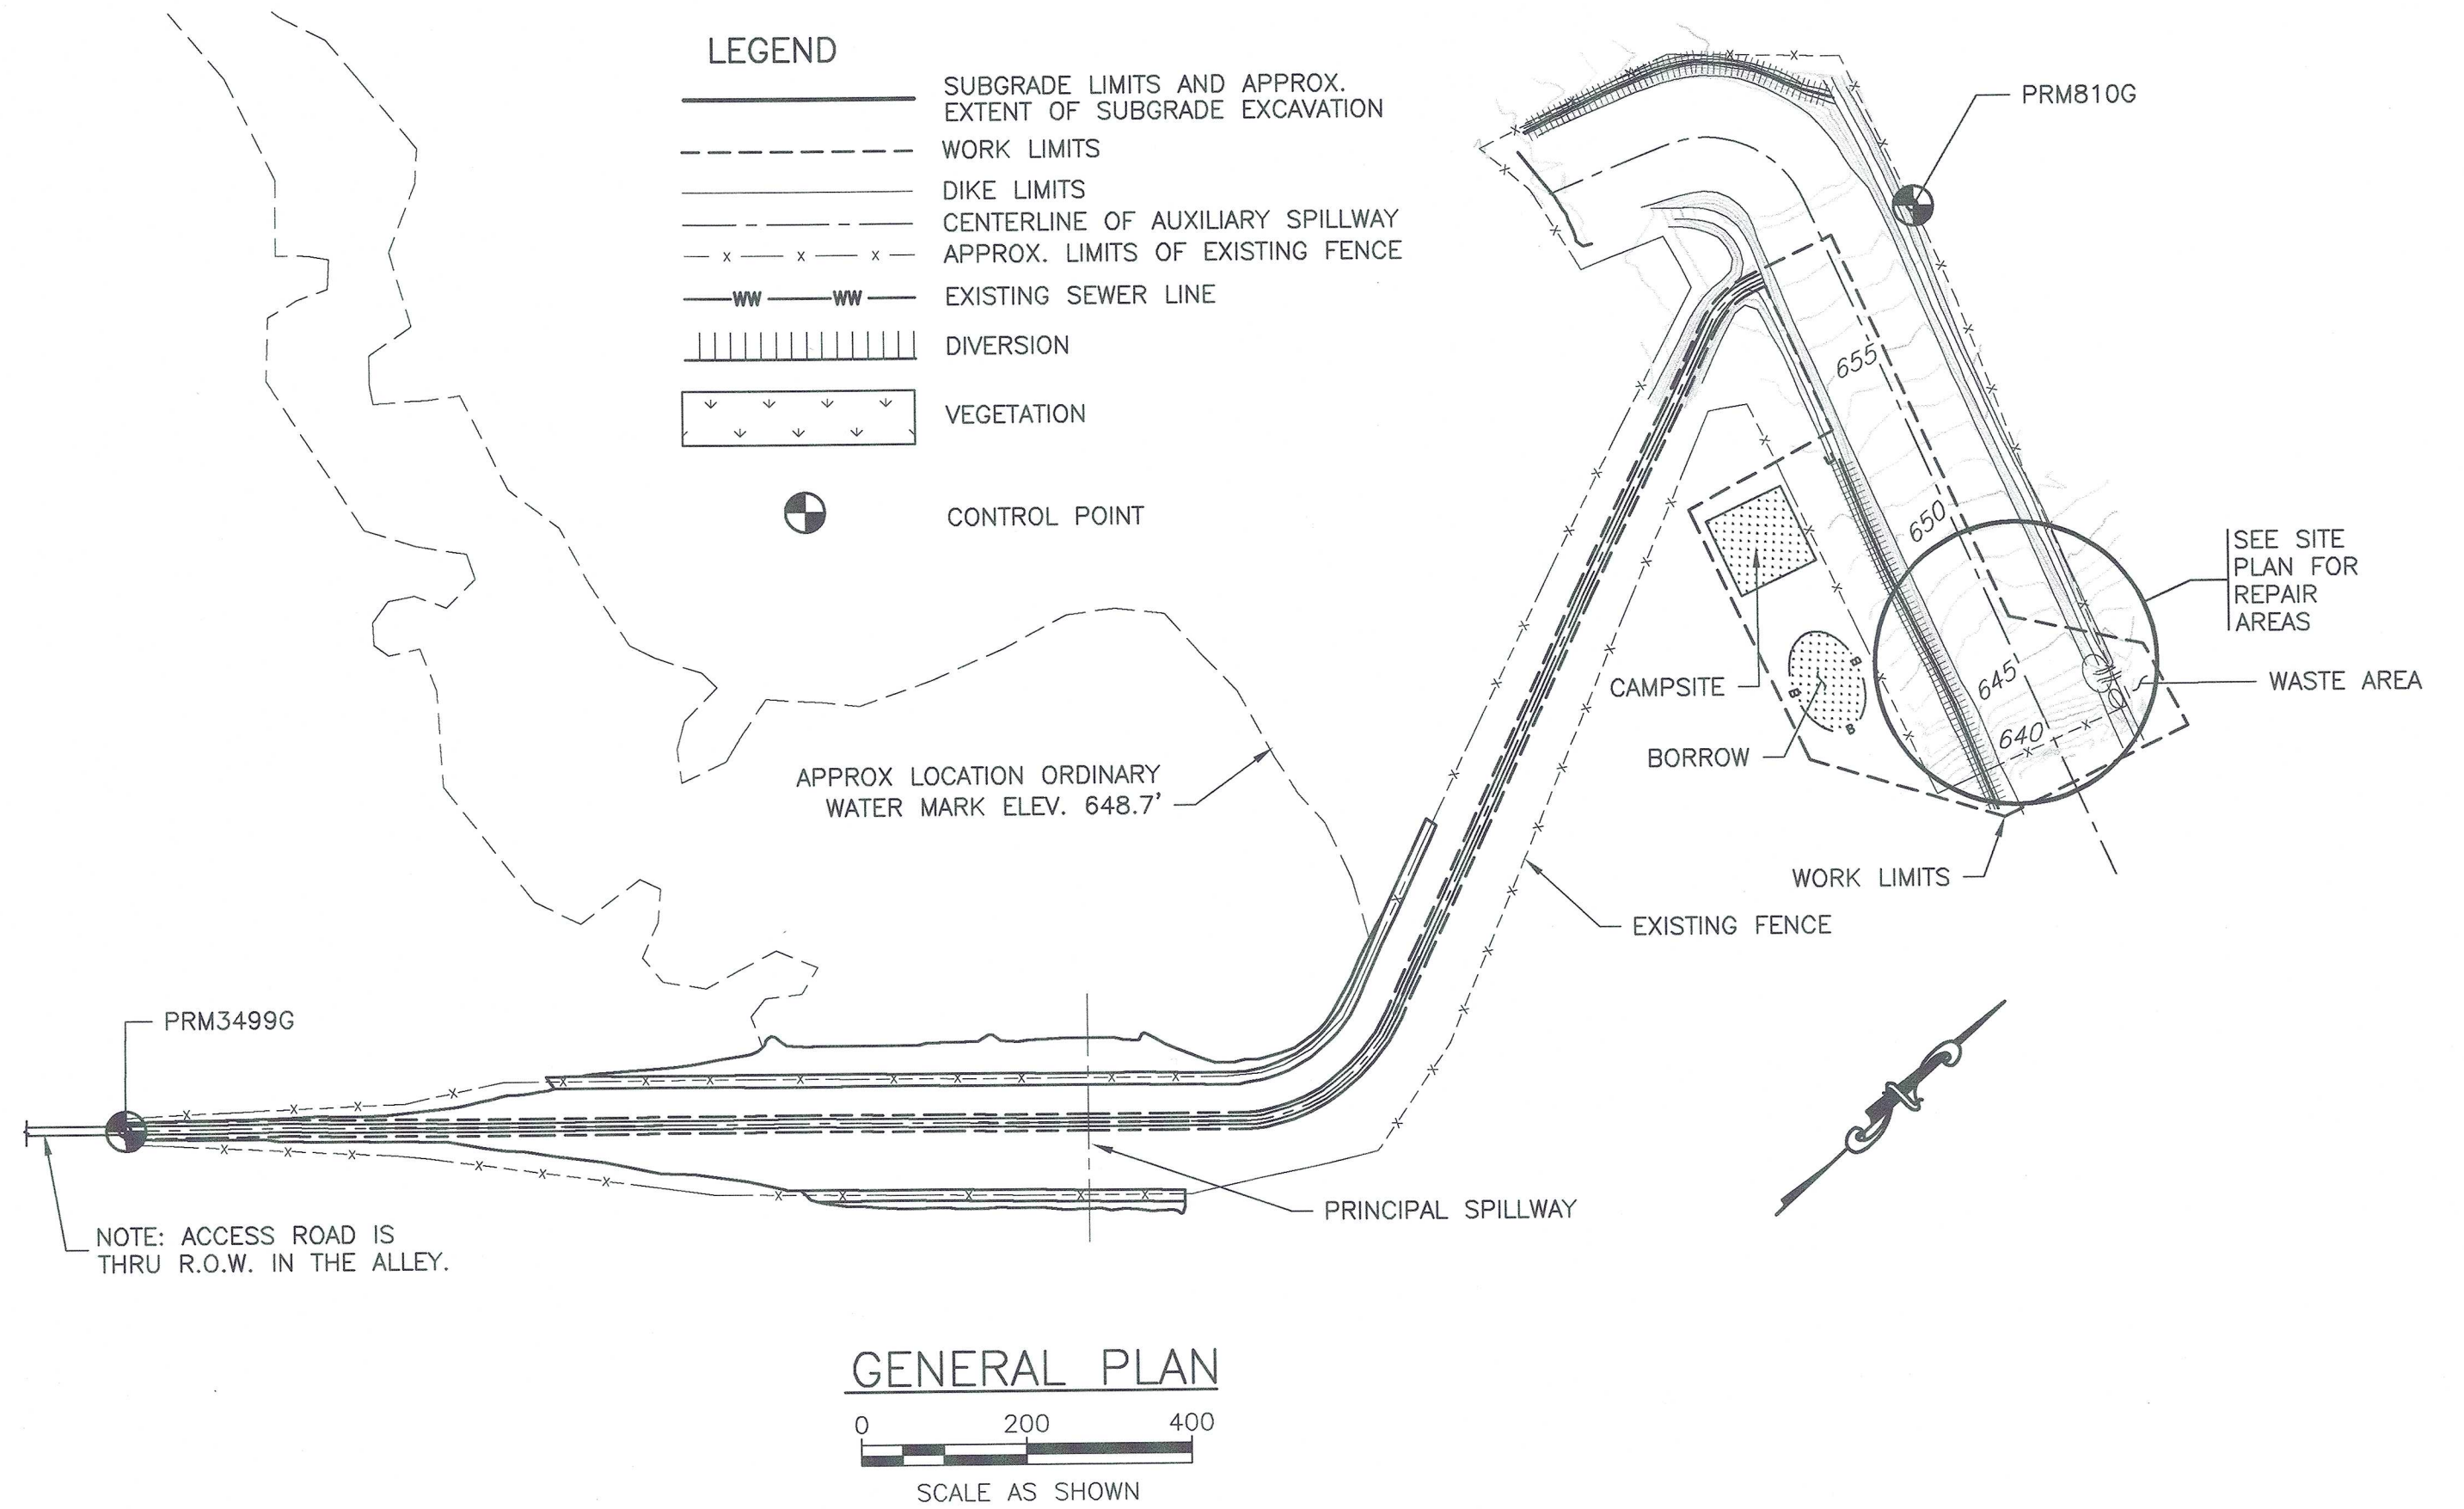 LEGEND
SUBGRADE LIMITS AND APPROX.
EXTENT OF SUBGRADE EXCAVATION
WORK LIMITS
DIKE LIMITS
CENTERLINE OF AUXILIARY SPILLWAY
x x x APPROX. LIMITS OF EXISTING FENCE
WW WW EXISTING SEWER LINE
DIVERSION
VEGETATION
CONTROL POINT
PRM810G
655
650
645
640
SEE SITE
PLAN FOR
REPAIR
AREAS
WASTE AREA
CAMPSITE
B
B
B
BORROW
APPROX LOCATION ORDINARY
WATER MARK ELEV. 648.7'
WORK LIMITS
EXISTING FENCE
PRM3499G
PRINCIPAL SPILLWAY
NOTE: ACCESS ROAD IS
THRU R.O.W. IN THE ALLEY.
GENERAL PLAN
0 200 400
SCALE AS SHOWN